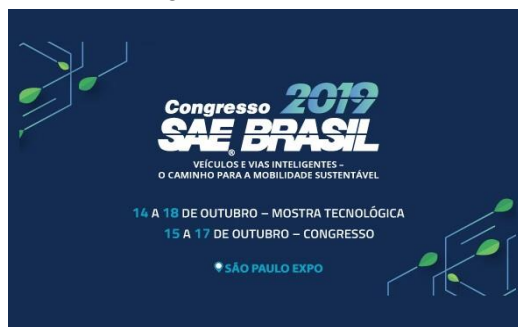 Congresso 2019
SAE BRASIL
®
VEÍCULOS E VIAS INTELIGENTES –
O CAMINHO PARA A MOBILIDADE SUSTENTÁVEL
14 A 18 DE OUTUBRO – MOSTRA TECNOLÓGICA
15 A 17 DE OUTUBRO – CONGRESSO
SÃO PAULO EXPO